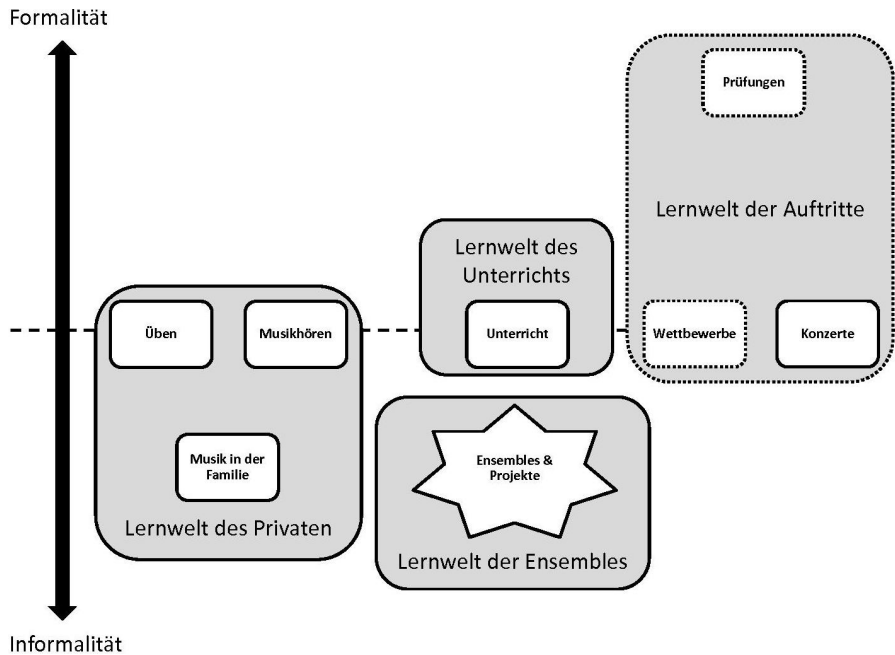 Formalität
Prüfungen
Lernwelt der Auftritte
Lernwelt des
Unterrichts
Üben
Musikhören
Unterricht
Wettbewerbe
Konzerte
Musik in der
Familie
Ensembles &
Projekte
Lernwelt des Privaten
Lernwelt der Ensembles
Informalität